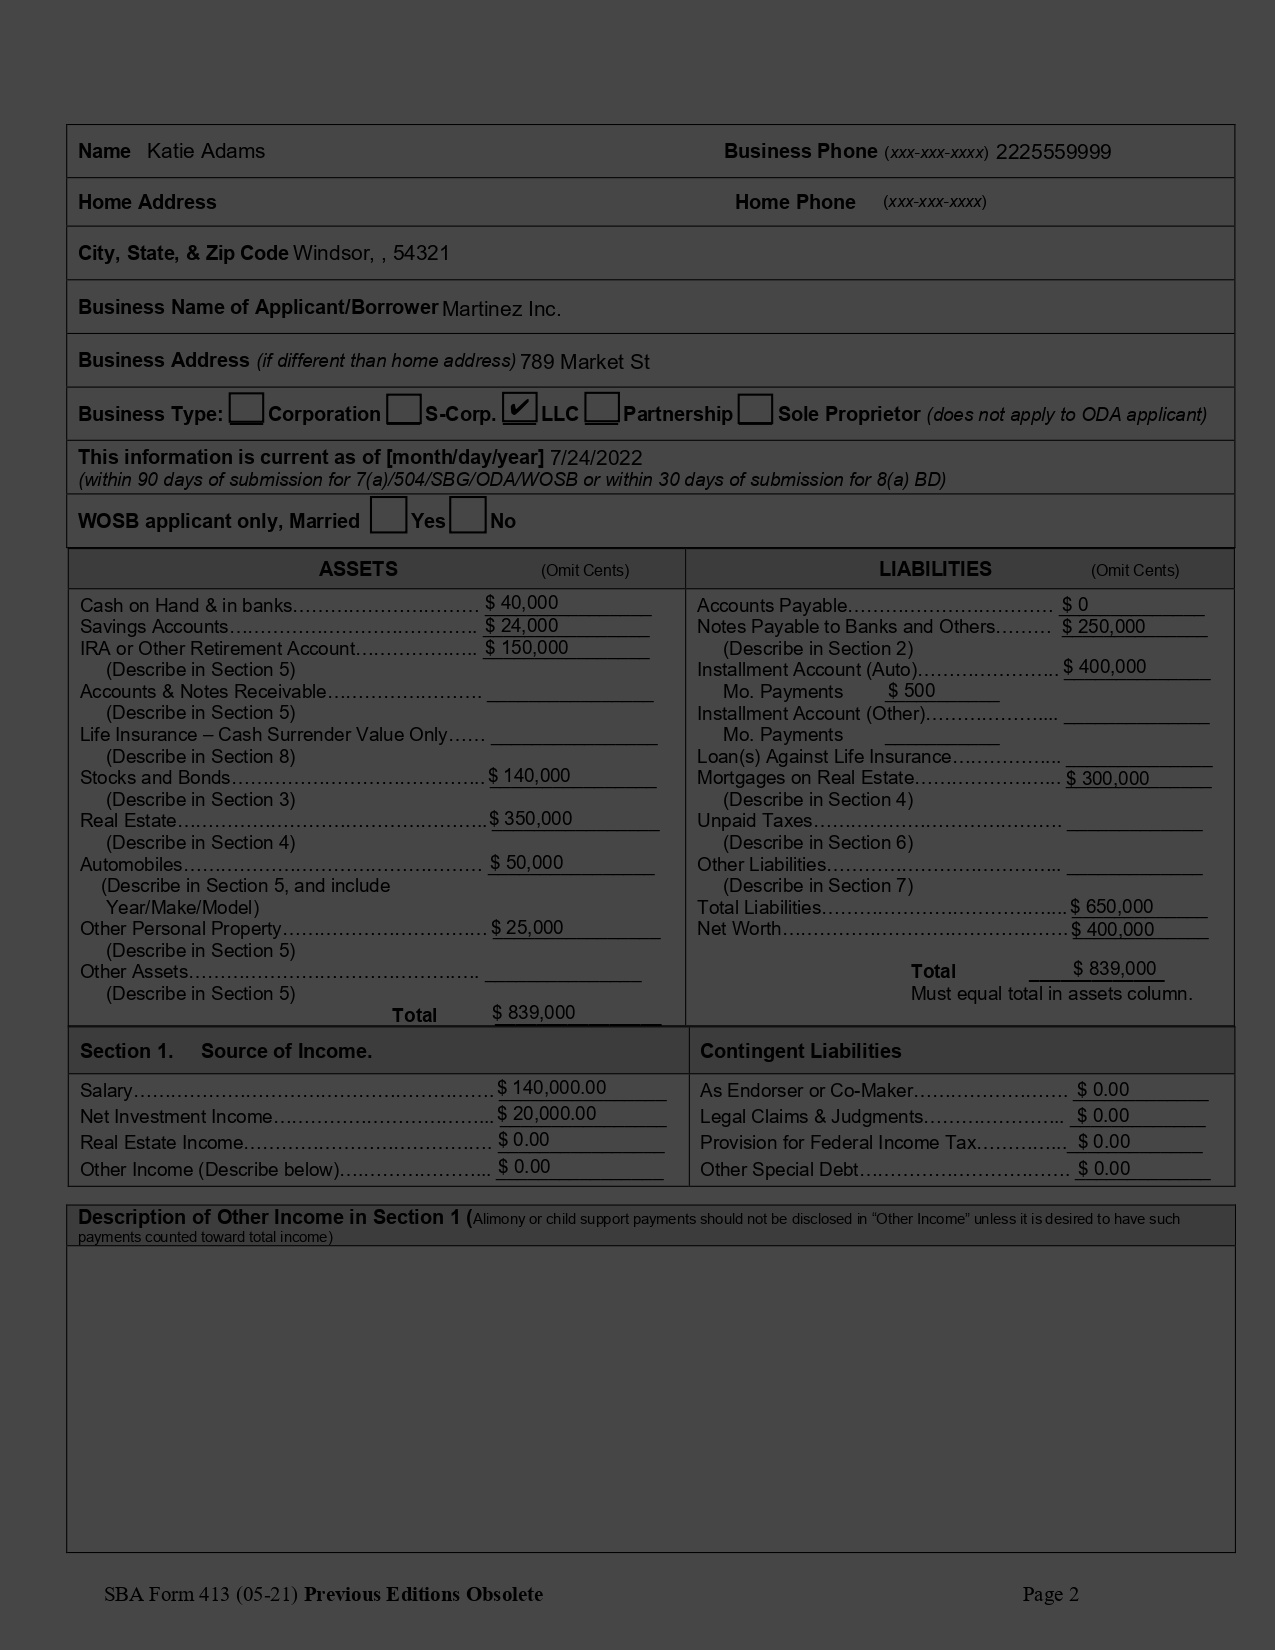 Name Katie Adams Business Phone (xxx-xxx-xxxx) 2225559999
Home Address Home Phone (xxx-xxx-xxxx)
City, State, & Zip Code Windsor, , 54321
Business Name of Applicant/Borrower Martinez Inc.
Business Address (if different than home address) 789 Market St
Business Type: Corporation S-Corp. ✔ LLC Partnership Sole Proprietor (does not apply to ODA applicant)
This information is current as of [month/day/year] 7/24/2022
(within 90 days of submission for 7(a)/504/SBG/ODA/WOSB or within 30 days of submission for 8(a) BD)
WOSB applicant only, Married Yes No
ASSETS (Omit Cents)
Cash on Hand & in banks.................................. $ 40,000
Savings Accounts.................................. $ 24,000
IRA or Other Retirement Account...................... $ 150,000
(Describe in Section 5)
Accounts & Notes Receivable......................
(Describe in Section 5)
Life Insurance – Cash Surrender Value Only......
(Describe in Section 8)
Stocks and Bonds.................................. $ 140,000
(Describe in Section 3)
Real Estate.................................. $ 350,000
(Describe in Section 4)
Automobiles.................................. $ 50,000
(Describe in Section 5, and include
Year/Make/Model)
Other Personal Property.................................. $ 25,000
(Describe in Section 5)
Other Assets..................................
(Describe in Section 5)
Total $ 839,000
LIABILITIES (Omit Cents)
Accounts Payable.................................. $ 0
Notes Payable to Banks and Others......... $ 250,000
(Describe in Section 2)
Installment Account (Auto)...................... $ 400,000
Mo. Payments $ 500
Installment Account (Other)......................
Mo. Payments
Loan(s) Against Life Insurance..................
Mortgages on Real Estate...................... $ 300,000
(Describe in Section 4)
Unpaid Taxes..................................
(Describe in Section 6)
Other Liabilities..................................
(Describe in Section 7)
Total Liabilities.................................. $ 650,000
Net Worth.................................. $ 400,000
Total $ 839,000
Must equal total in assets column.
Section 1. Source of Income.
Salary.................................. $ 140,000.00
Net Investment Income.................................. $ 20,000.00
Real Estate Income.................................. $ 0.00
Other Income (Describe below)...................... $ 0.00
Contingent Liabilities
As Endorser or Co-Maker...................... $ 0.00
Legal Claims & Judgments...................... $ 0.00
Provision for Federal Income Tax............... $ 0.00
Other Special Debt.................................. $ 0.00
Description of Other Income in Section 1 (Alimony or child support payments should not be disclosed in “Other Income” unless it is desired to have such
payments counted toward total income)
SBA Form 413 (05-21) Previous Editions Obsolete Page 2